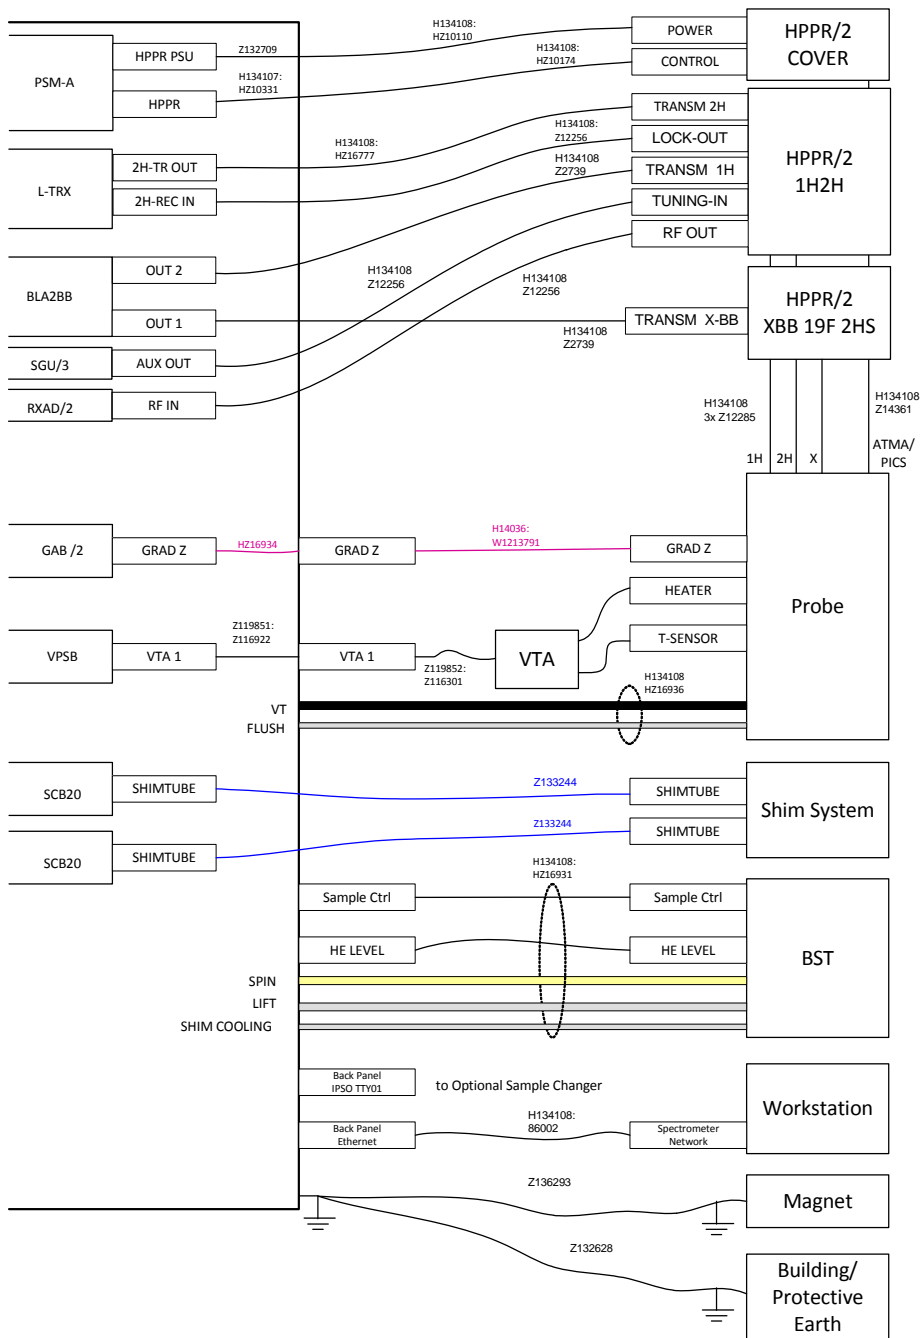 H134108:
HZ10110
Z132709
PSM-A
HPPR PSU
HPPR
H134107:
HZ10331
H134108:
HZ10174
POWER
CONTROL
HPPR/2
COVER
L-TRX
2H-TR OUT
2H-REC IN
H134108:
HZ16777
H134108:
Z12256
H134108
Z2739
TRANSM 2H
LOCK-OUT
TRANSM 1H
TUNING-IN
RF OUT
HPPR/2
1H2H
BLA2BB
OUT 2
OUT 1
H134108
Z12256
H134108
Z12256
H134108
Z2739
TRANSM X-BB
HPPR/2
XBB 19F 2HS
SGU/3
AUX OUT
RXAD/2
RF IN
H134108
3x Z12285
H134108
Z14361
1H
2H
X
ATMA/
PICS
GAB /2
GRAD Z
HZ16934
GRAD Z
H14036:
W1213791
GRAD Z
HEATER
T-SENSOR
Probe
VPSB
VTA 1
Z119851:
Z116922
VTA 1
Z119852:
Z116301
VTA
H134108
HZ16936
VT
FLUSH
SCB20
SHIMTUBE
Z133244
SHIMTUBE
Shim System
SCB20
SHIMTUBE
Z133244
SHIMTUBE
H134108:
HZ16931
Sample Ctrl
Sample Ctrl
HE LEVEL
HE LEVEL
BST
SPIN
LIFT
SHIM COOLING
Back Panel
IPSO TTY01
to Optional Sample Changer
Back Panel
Ethernet
H134108:
86002
Spectrometer
Network
Workstation
Z136293
Magnet
Z132628
Building/
Protective
Earth